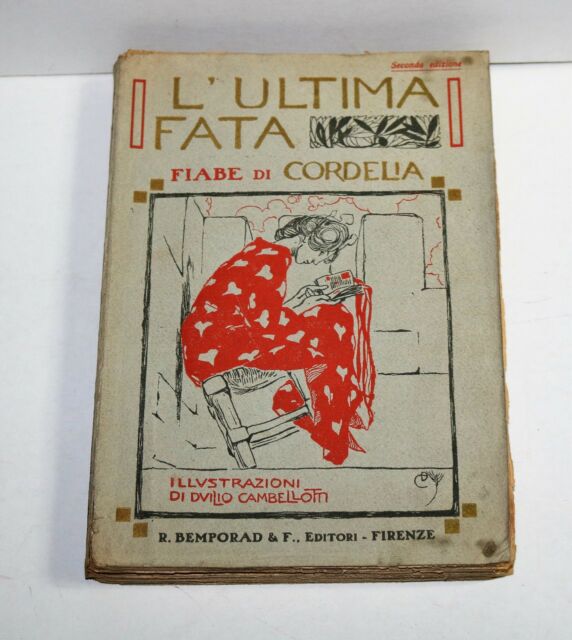 Seconda edizione
L'ULTIMA
FATA
FIABE DI CORDELIA
ILLVSTRAZIONI
DI DVILIO CAMBELLOTTI
R. BEMPORAD & F., EDITORI - FIRENZE